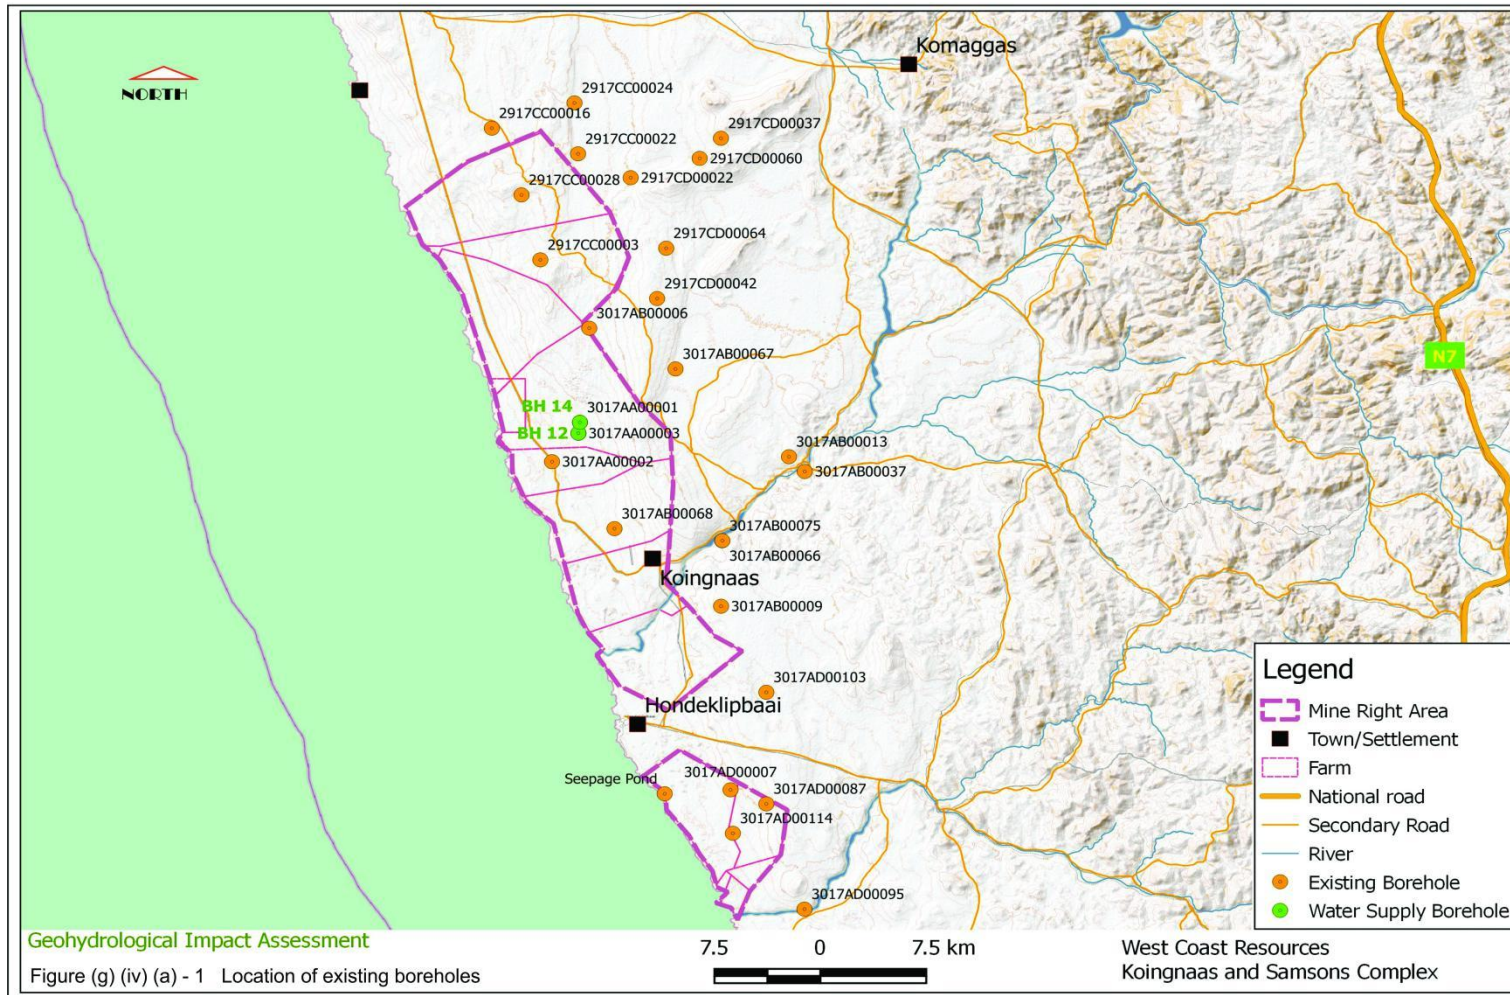 Komaggas
NORTH
2917CC00024
2917CC00016
2917CD00037
2917CC00022
2917CD00060
2917CD00022
2917CC00028
2917CD00064
2917CC00003
2917CD00042
3017AB00006
N7
3017AB00067
BH 14
3017AA00001
BH 12
3017AA00003
3017AB00013
3017AA00002
3017AB00037
3017AB00068
3017AB00075
3017AB00066
Koingnaas
3017AB00009
3017AD00103
Hondeklipbaai
Seepage Pond
3017AD00007
3017AD00087
3017AD00114
3017AD00095
Legend
Mine Right Area
Town/Settlement
Farm
National road
Secondary Road
River
Existing Borehole
Water Supply Borehole
Geohydrological Impact Assessment
Figure (g) (iv) (a) - 1 Location of existing boreholes
7.5 0 7.5 km
West Coast Resources
Koingnaas and Samsons Complex